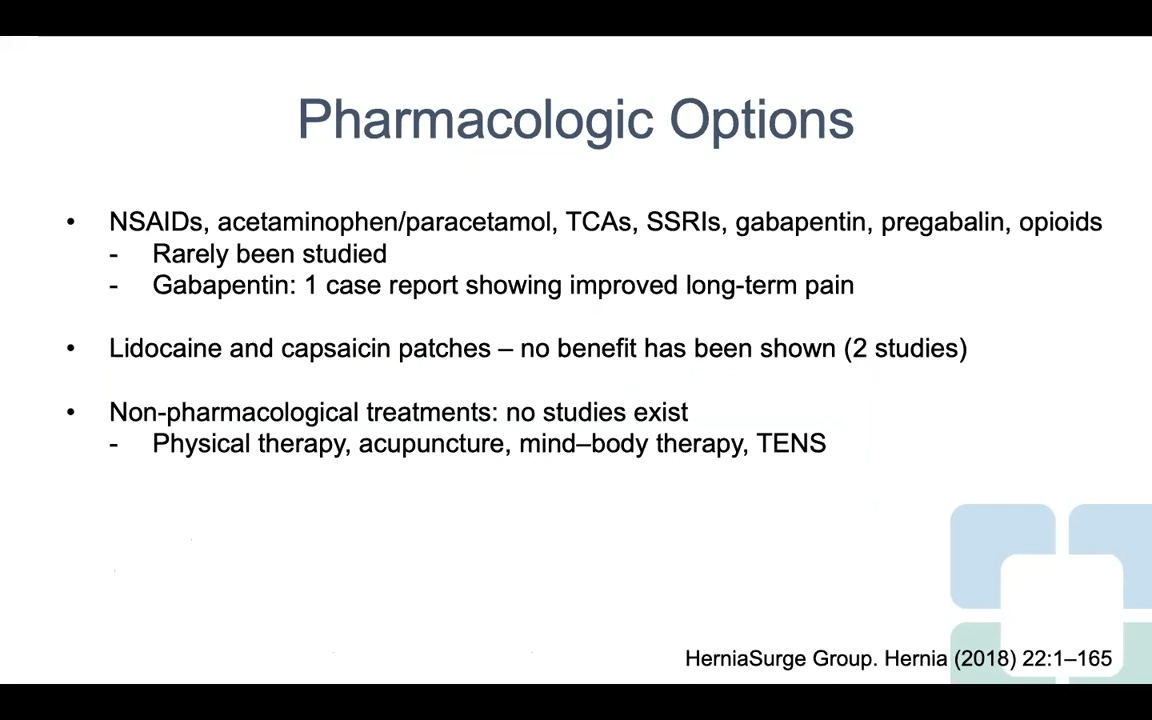 Pharmacologic Options
• NSAIDs, acetaminophen/paracetamol, TCAs, SSRIs, gabapentin, pregabalin, opioids
- Rarely been studied
- Gabapentin: 1 case report showing improved long-term pain
• Lidocaine and capsaicin patches – no benefit has been shown (2 studies)
• Non-pharmacological treatments: no studies exist
- Physical therapy, acupuncture, mind–body therapy, TENS
HerniaSurge Group. Hernia (2018) 22:1–165